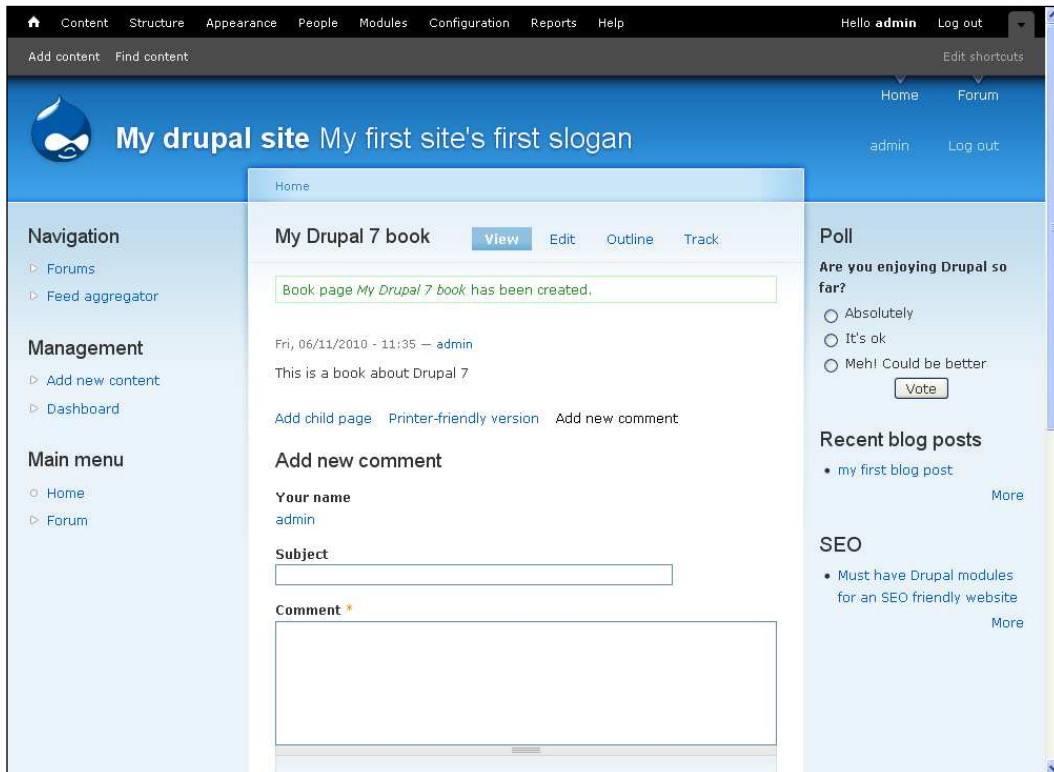 Content Structure Appearance People Modules Configuration Reports Help Hello admin Log out
Add content Find content Edit shortcuts
Home Forum
My drupal site My first site's first slogan
admin Log out
Home
Navigation
Forums
Feed aggregator
Management
Add new content
Dashboard
Main menu
Home
Forum
My Drupal 7 book View Edit Outline Track
Book page My Drupal 7 book has been created.
Fri, 06/11/2010 - 11:35 — admin
This is a book about Drupal 7
Add child page Printer-friendly version Add new comment
Add new comment
Your name
admin
Subject
Comment *
Poll
Are you enjoying Drupal so
far?
Absolutely
It's ok
Meh! Could be better
Vote
Recent blog posts
my first blog post
More
SEO
Must have Drupal modules
for an SEO friendly website
More